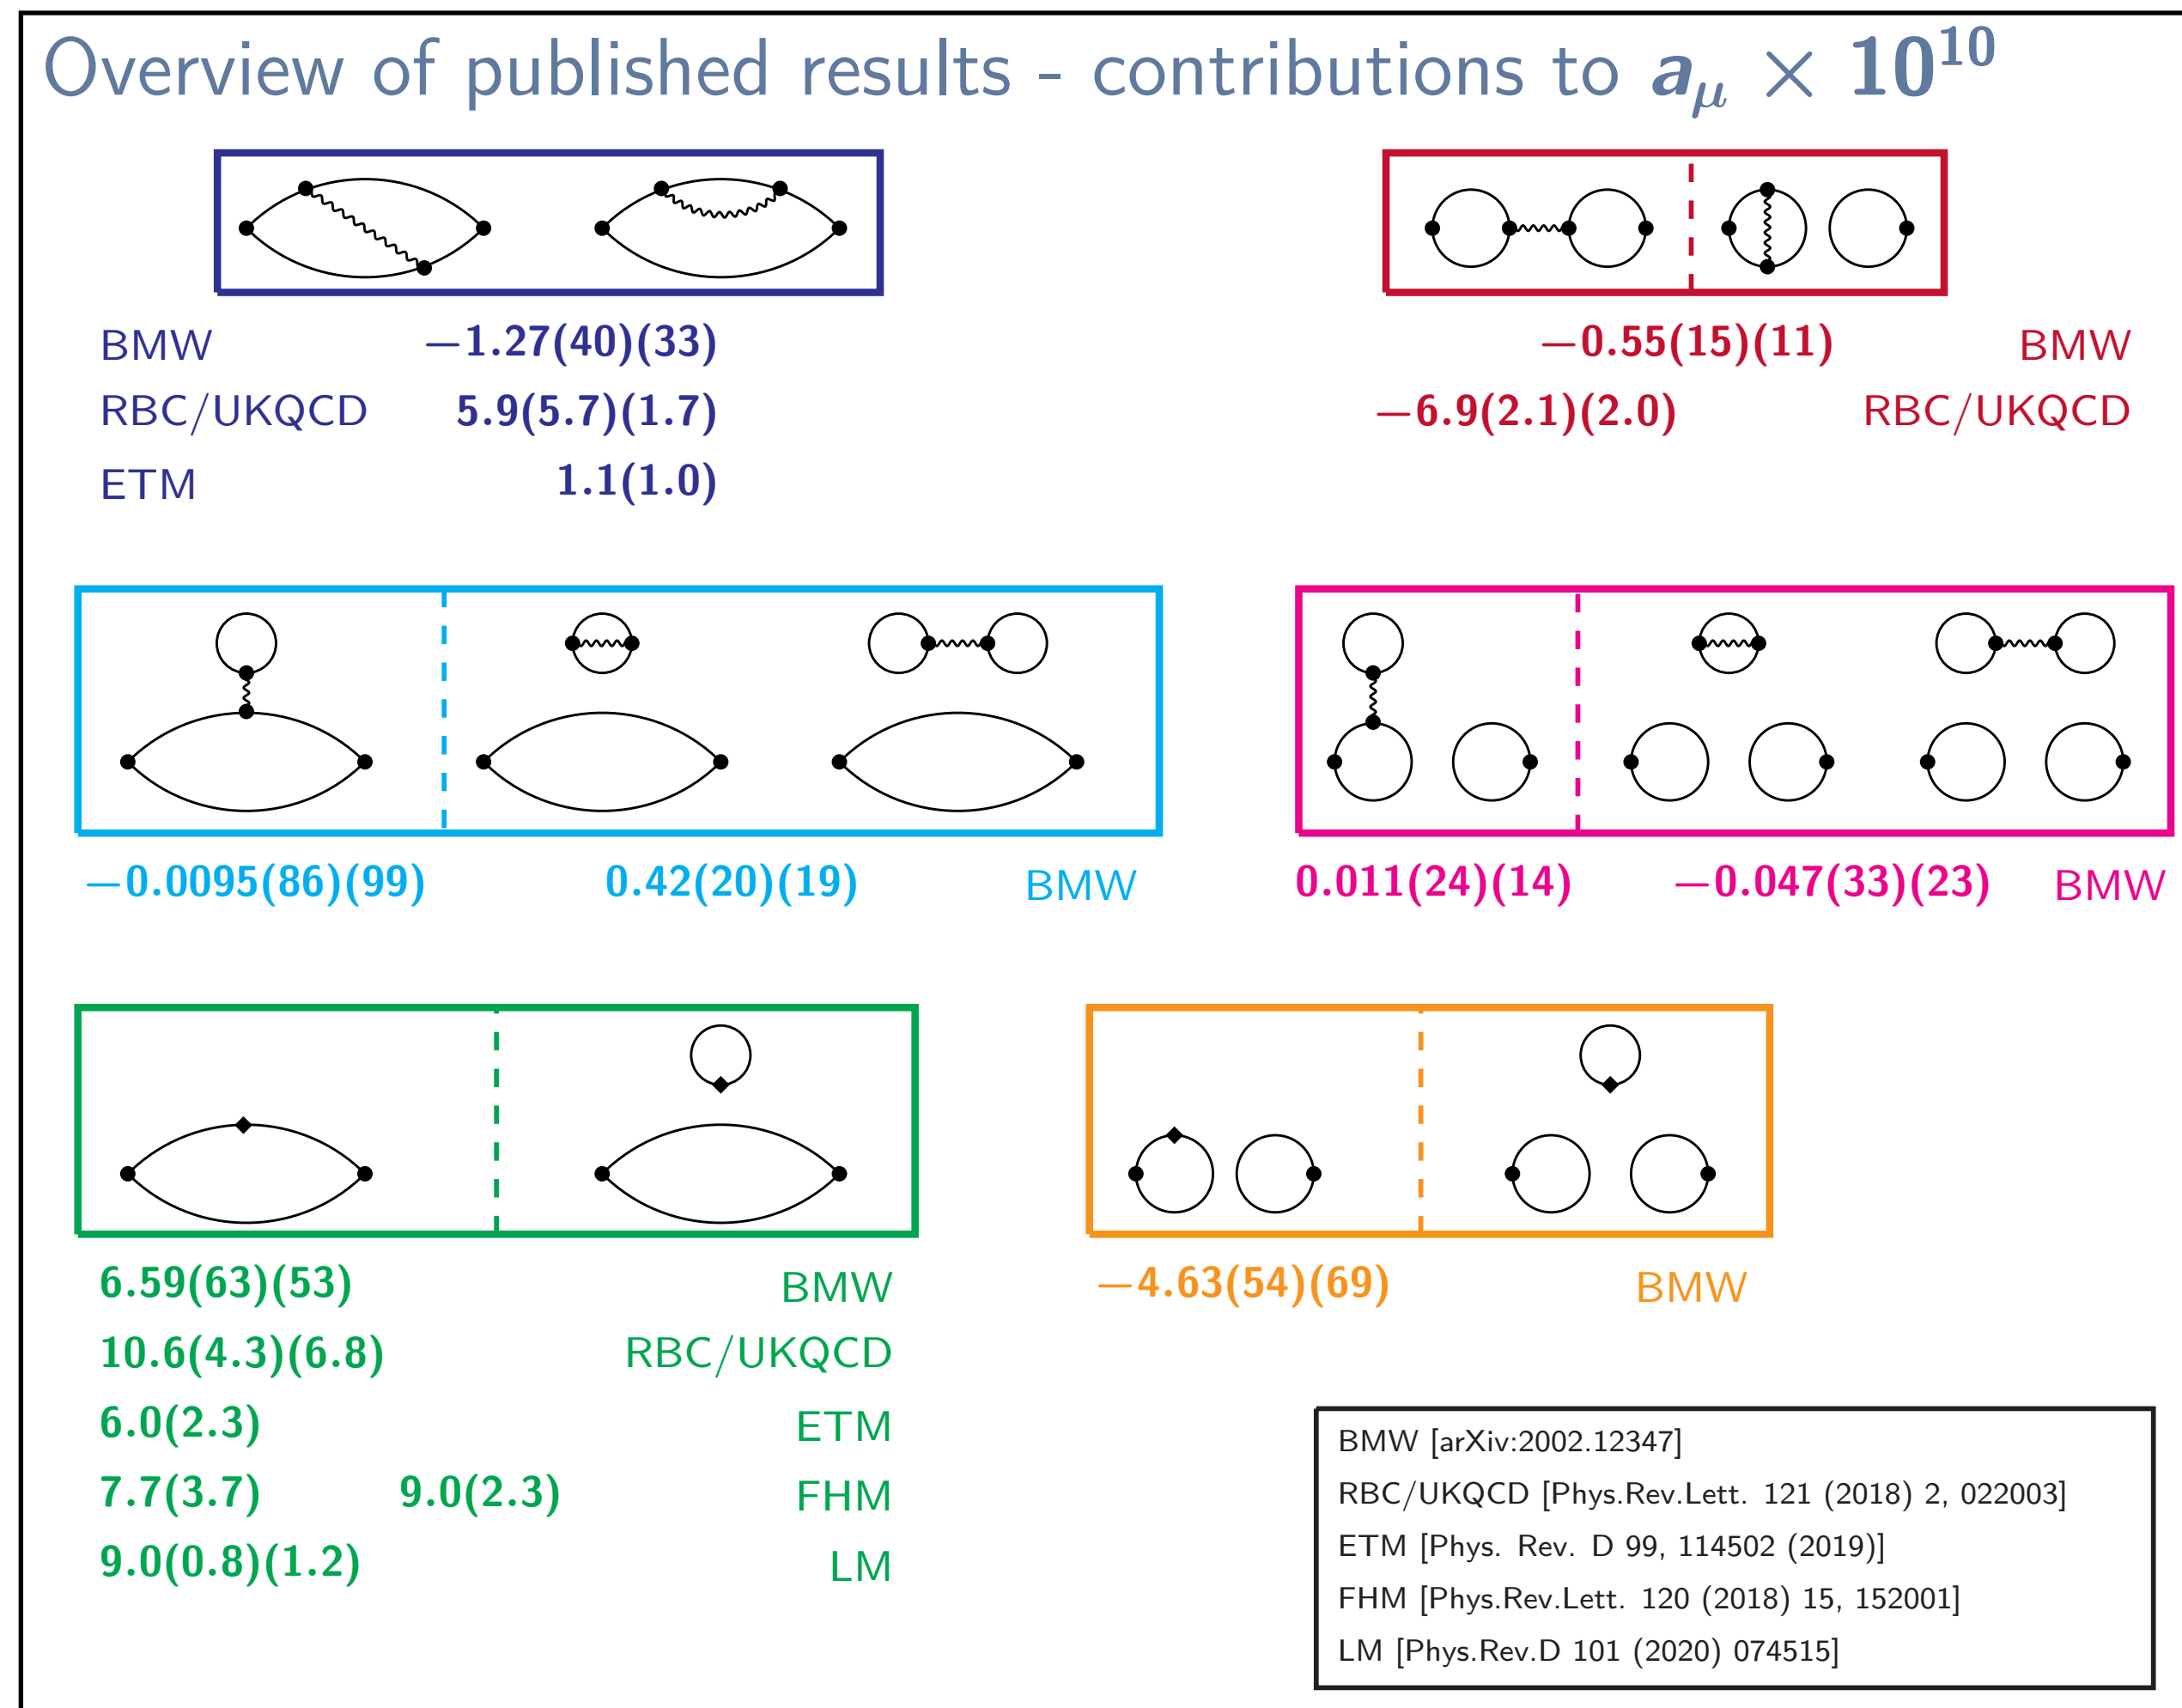 Overview of published results - contributions to a_μ × 10^10
BMW −1.27(40)(33)
RBC/UKQCD 5.9(5.7)(1.7)
ETM 1.1(1.0)
−0.55(15)(11) BMW
−6.9(2.1)(2.0) RBC/UKQCD
−0.0095(86)(99) 0.42(20)(19) BMW
0.011(24)(14) −0.047(33)(23) BMW
6.59(63)(53) BMW
10.6(4.3)(6.8) RBC/UKQCD
6.0(2.3) ETM
7.7(3.7) 9.0(2.3) FHM
9.0(0.8)(1.2) LM
−4.63(54)(69) BMW
BMW [arXiv:2002.12347]
RBC/UKQCD [Phys.Rev.Lett. 121 (2018) 2, 022003]
ETM [Phys. Rev. D 99, 114502 (2019)]
FHM [Phys.Rev.Lett. 120 (2018) 15, 152001]
LM [Phys.Rev.D 101 (2020) 074515]